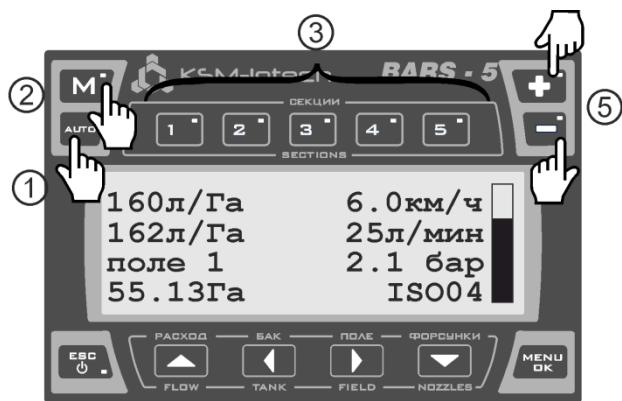 ③
② M KSM-Intech BARS - 5 + ⑤
СЕКЦИИ
AUTO 1 2 3 4 5 −
SECTIONS
①
160л/Га 6.0км/ч
162л/Га 25л/мин
поле 1 2.1 бар
55.13Га ISO04
РАСХОД БАК ПОЛЕ ФОРСУНКИ
ESC MENU OK
FLOW TANK FIELD NOZZLES